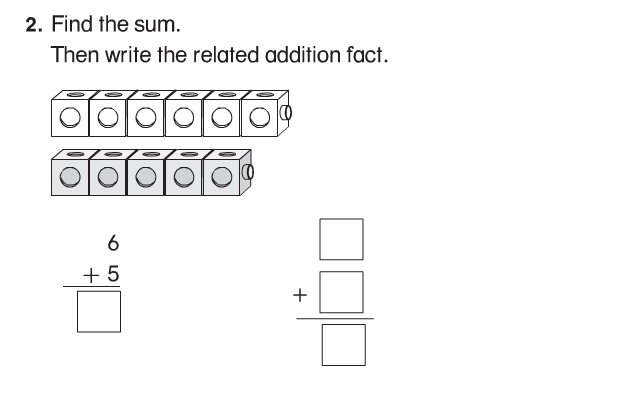 2. Find the sum.
Then write the related addition fact.
6
+ 5
+